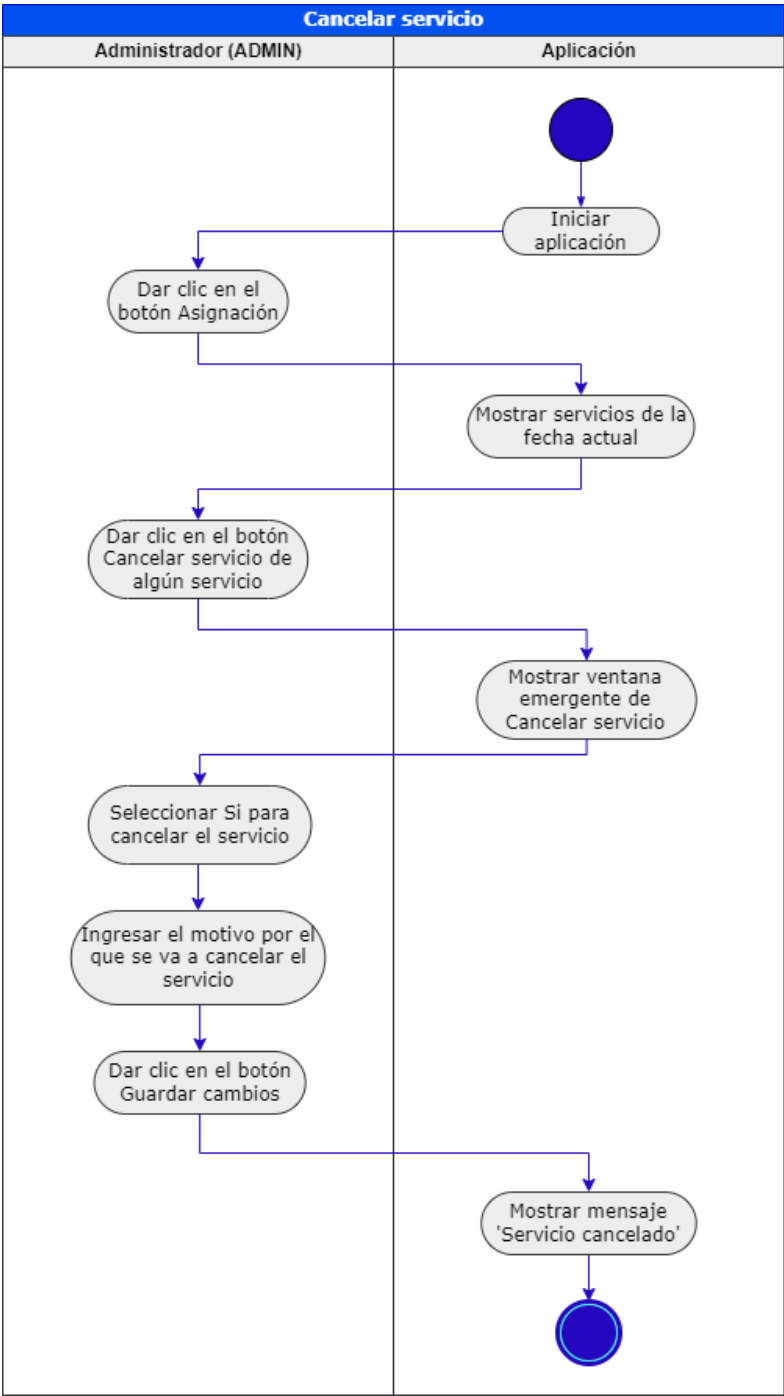 Cancelar servicio
Administrador (ADMIN)
Aplicación
Iniciar
aplicación
Dar clic en el
botón Asignación
Mostrar servicios de la
fecha actual
Dar clic en el botón
Cancelar servicio de
algún servicio
Mostrar ventana
emergente de
Cancelar servicio
Seleccionar Si para
cancelar el servicio
Ingresar el motivo por el
que se va a cancelar el
servicio
Dar clic en el botón
Guardar cambios
Mostrar mensaje
'Servicio cancelado'